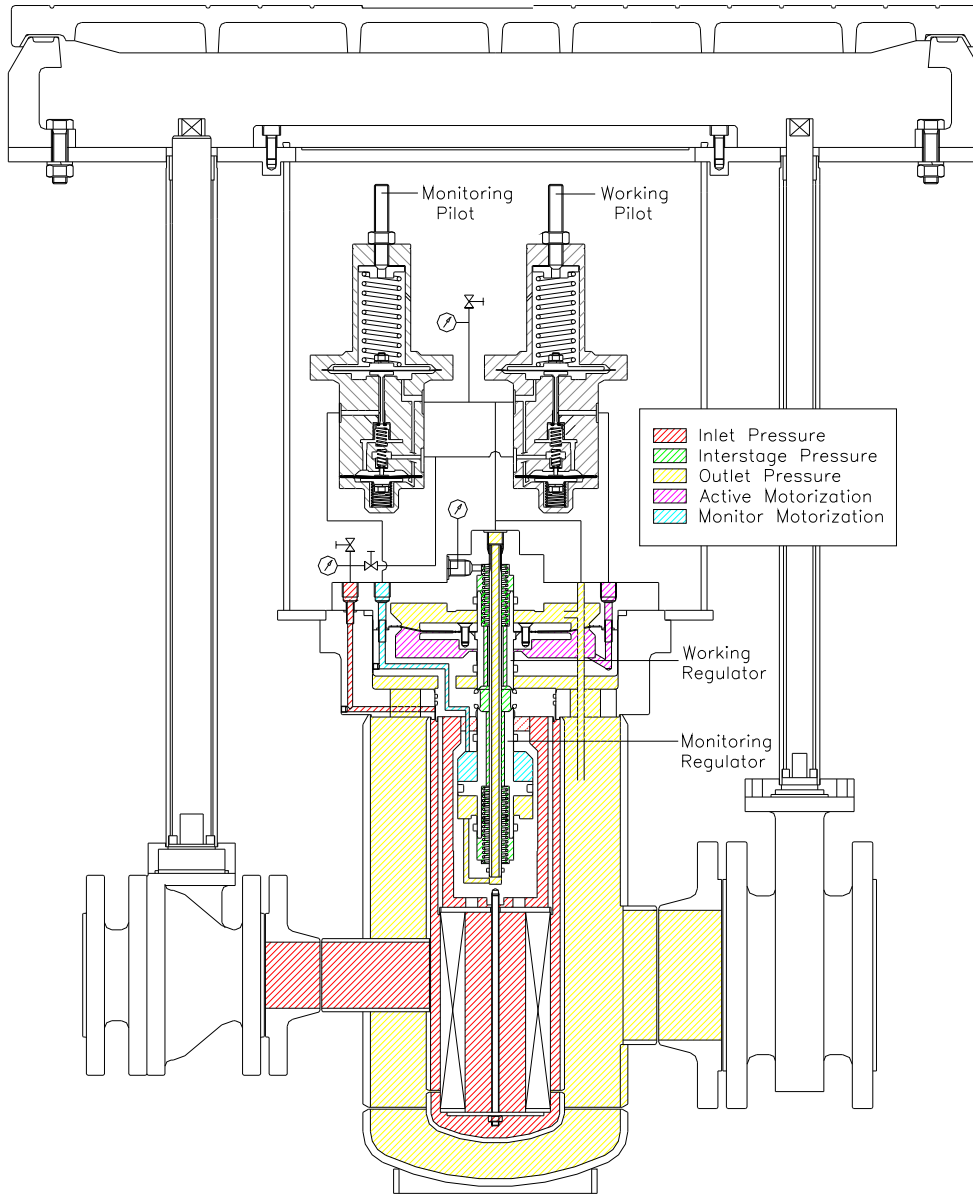 Monitoring
Pilot
Working
Pilot
Inlet Pressure
Interstage Pressure
Outlet Pressure
Active Motorization
Monitor Motorization
Working
Regulator
Monitoring
Regulator